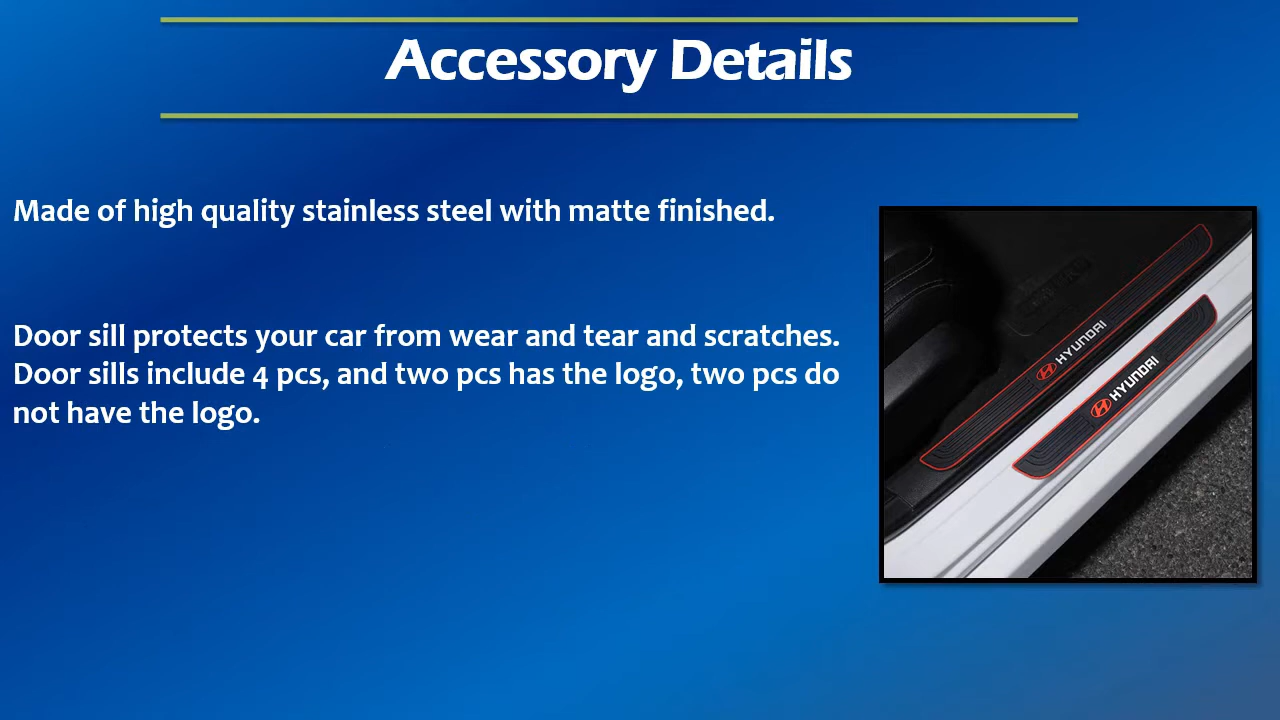 Accessory Details
Made of high quality stainless steel with matte finished.
Door sill protects your car from wear and tear and scratches.
Door sills include 4 pcs, and two pcs has the logo, two pcs do
not have the logo.
HYUNDAI
HYUNDAI